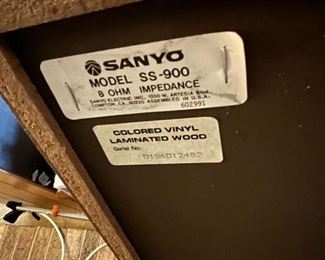 SANYO
MODEL SS-900
8 OHM IMPEDANCE
SANYO ELECTRIC INC. 1200 W. ARTESIA Blvd.
COMPTON, CA. 90220 ASSEMBLED IN U.S.A.
602991
COLORED VINYL
LAMINATED WOOD
Serial No.